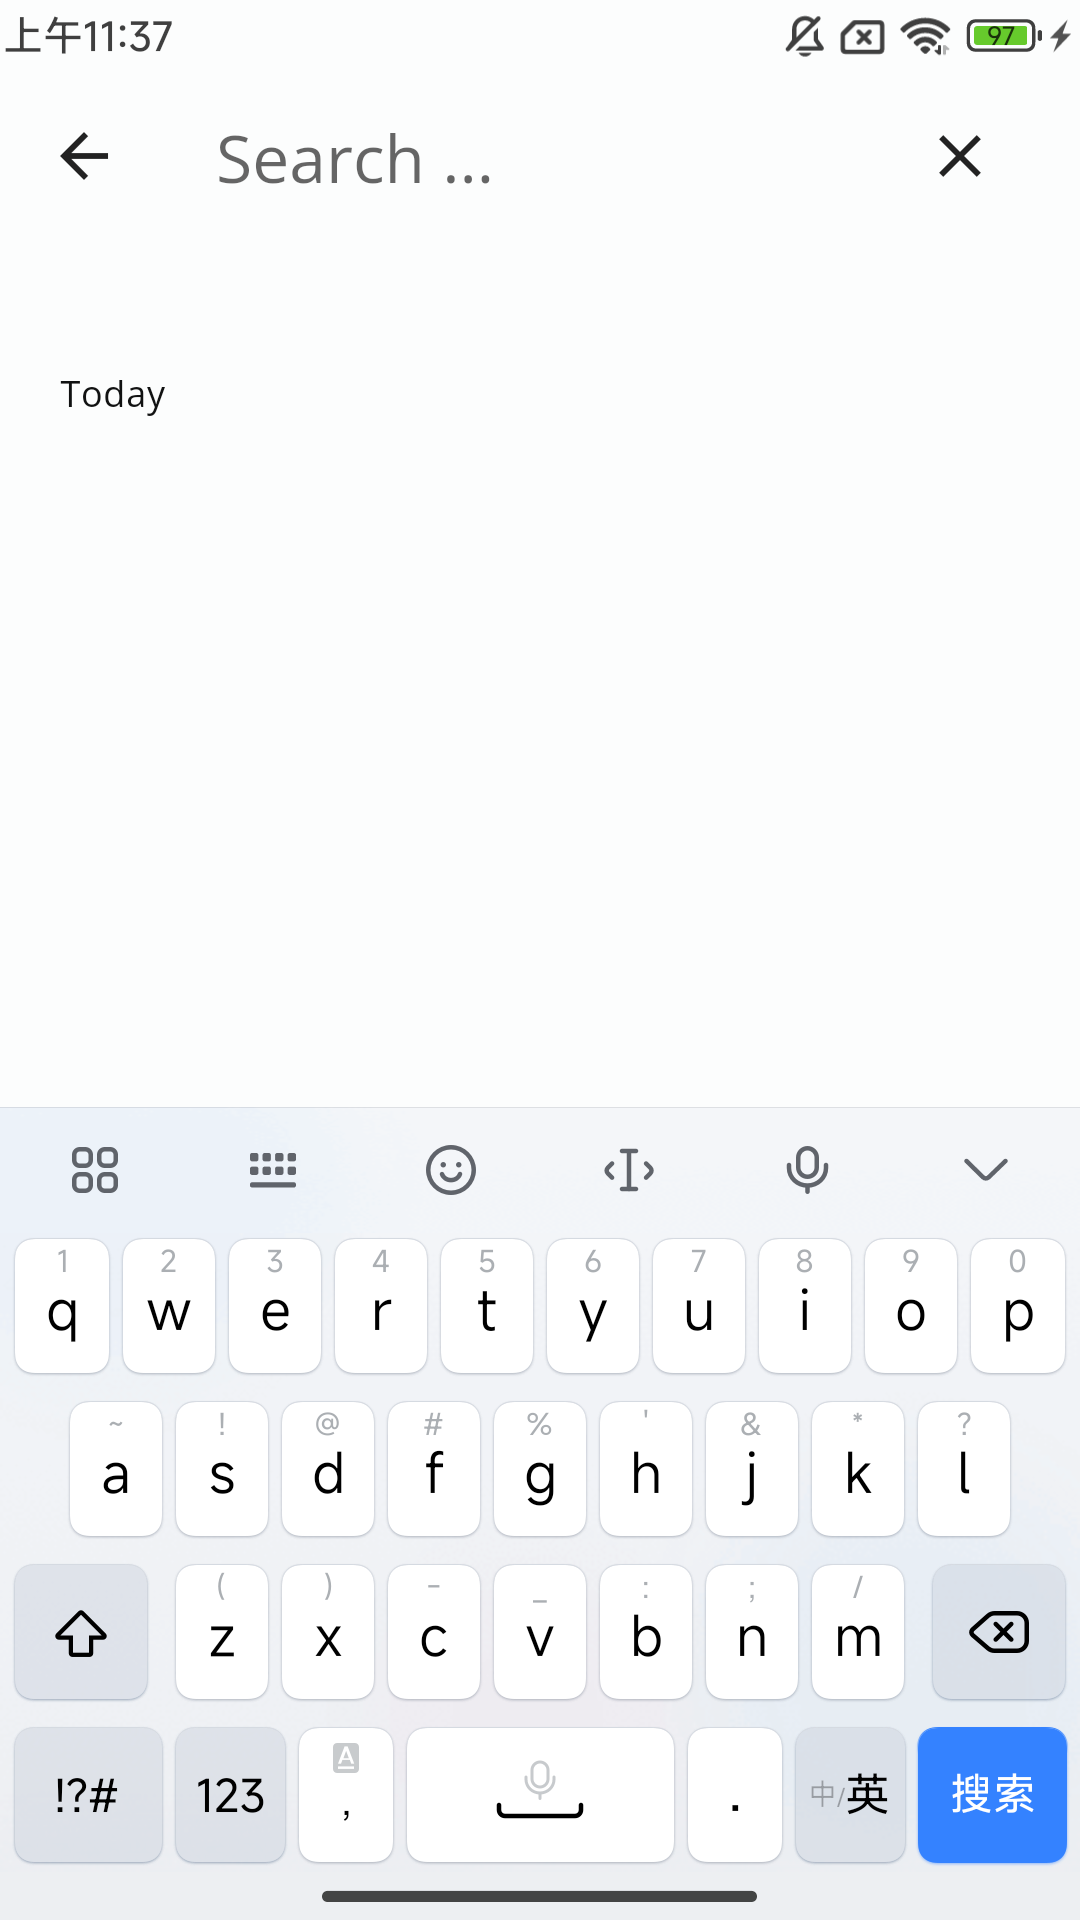 上午11:37
97
Search ...
Today
1 2 3 4 5 6 7 8 9 0
q w e r t y u i o p
~ ! @ # % ' & * ?
a s d f g h j k l
( ) - _ : ; /
z x c v b n m
!?# 123 A , . 中/英 搜索